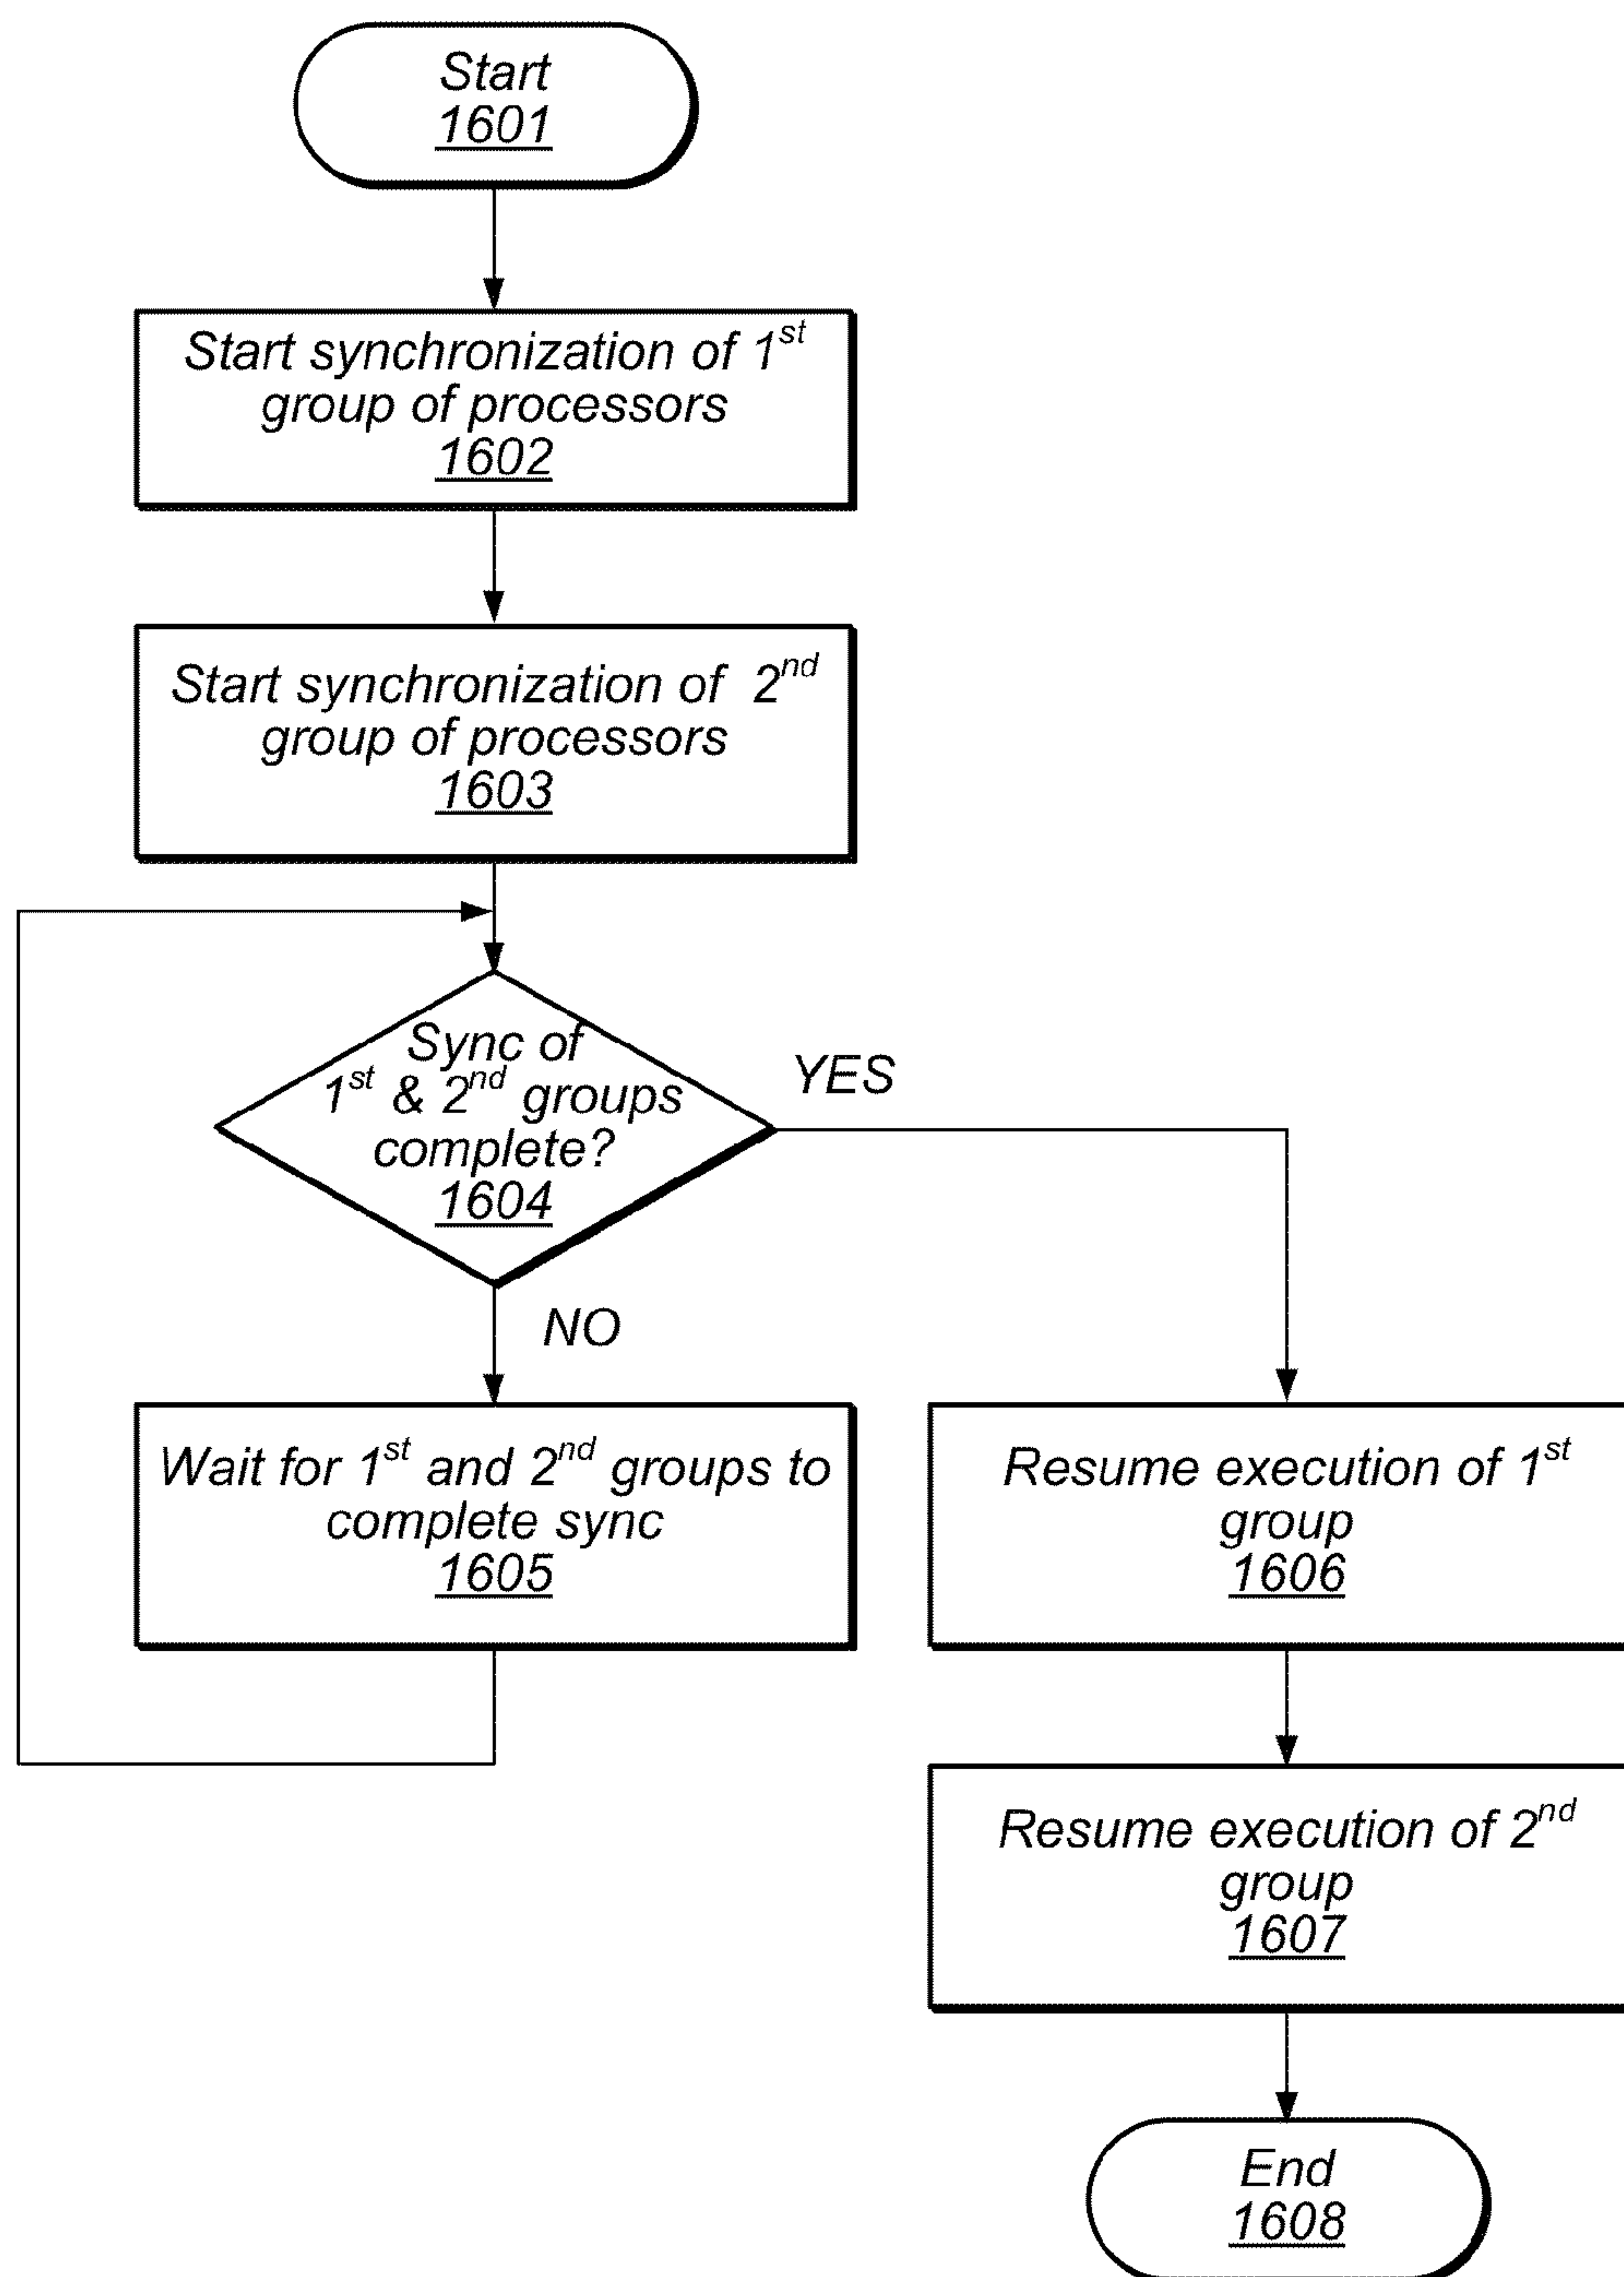 Start
1601
Start synchronization of 1st
group of processors
1602
Start synchronization of 2nd
group of processors
1603
Sync of
1st & 2nd groups
complete?
1604
YES
NO
Wait for 1st and 2nd groups to
complete sync
1605
Resume execution of 1st
group
1606
Resume execution of 2nd
group
1607
End
1608